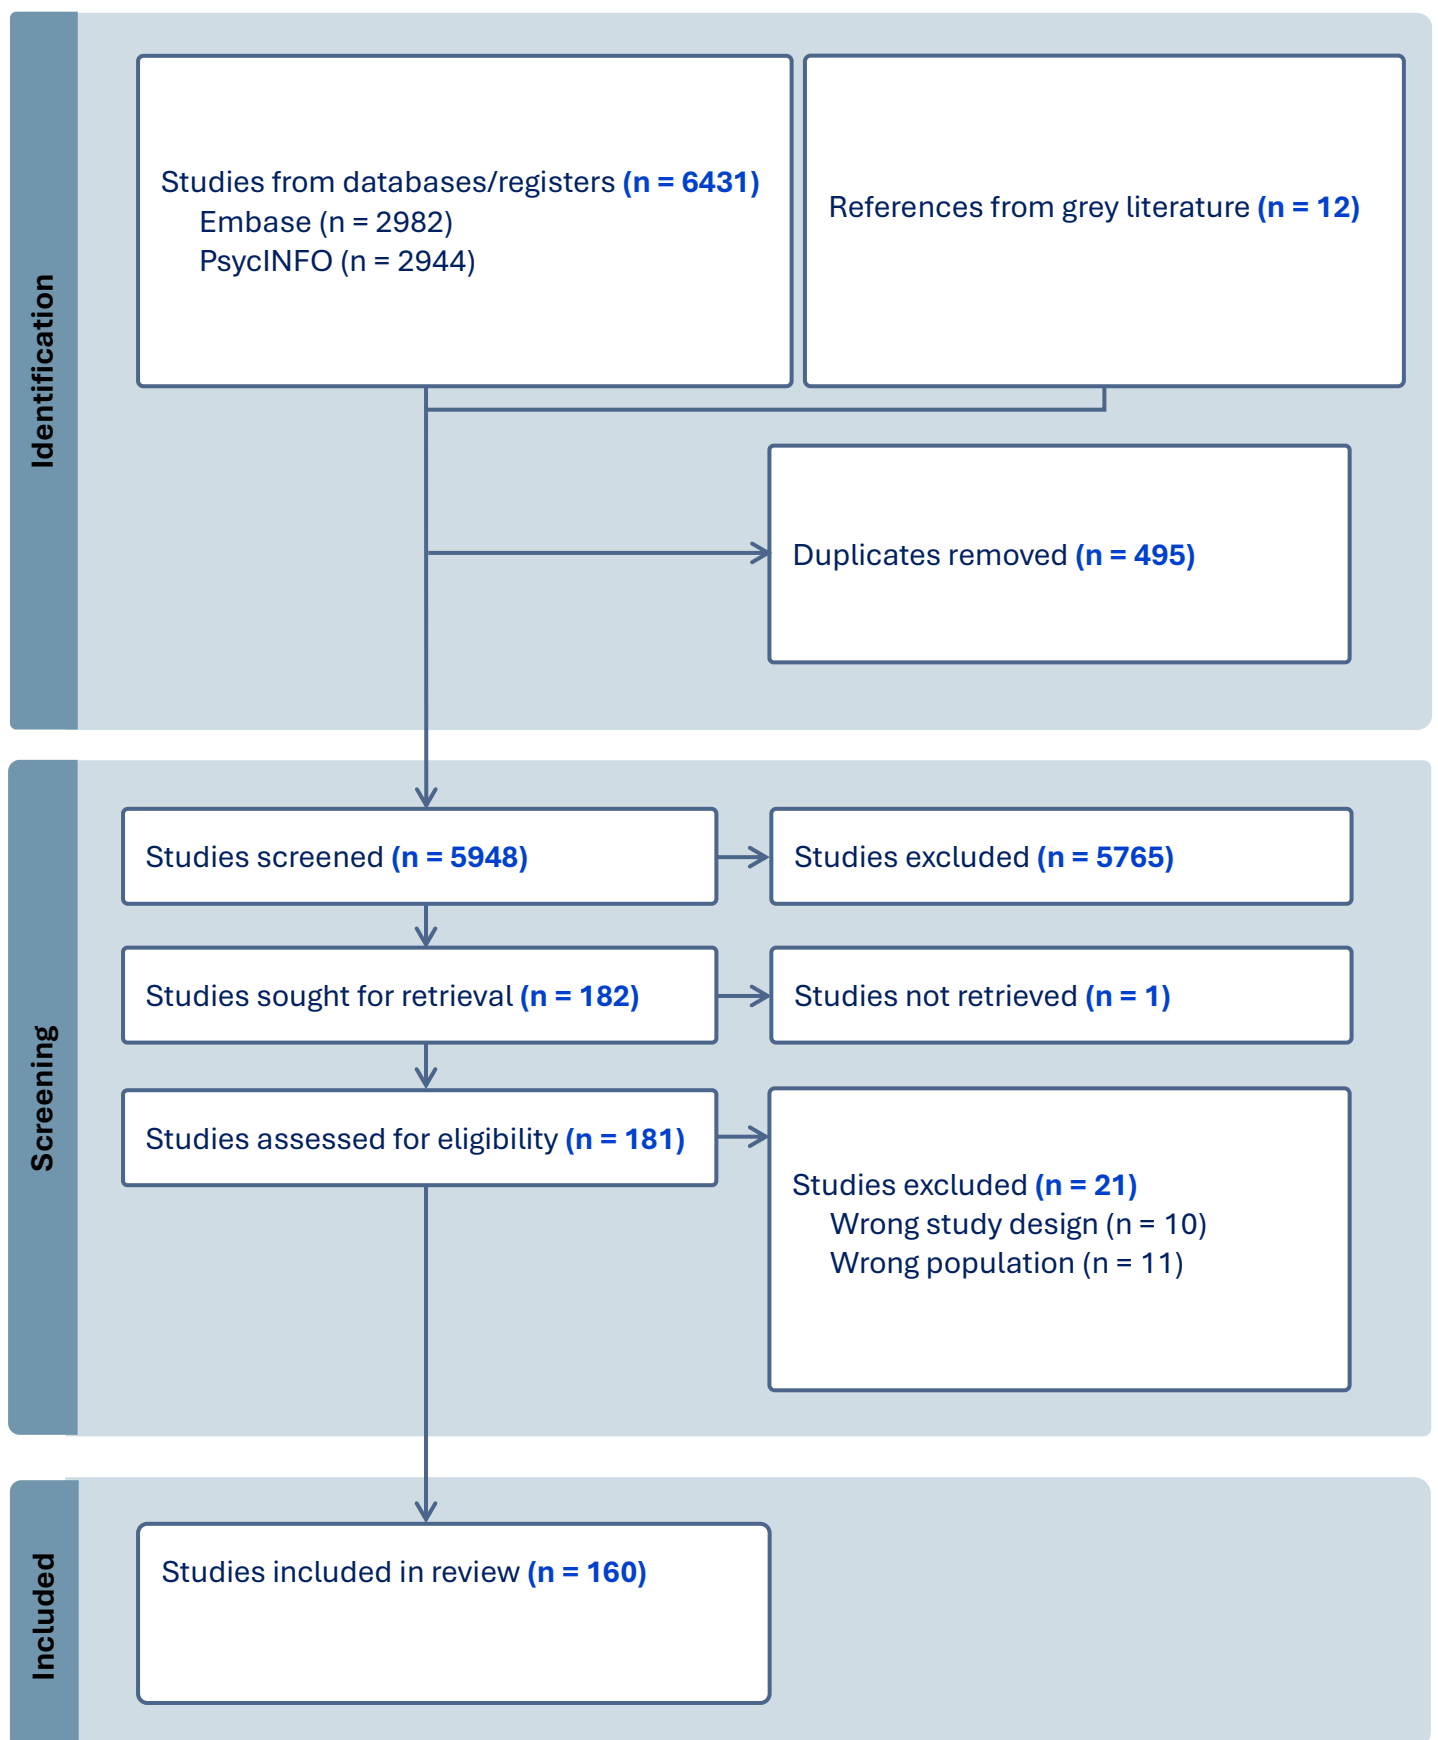 Identification
Studies from databases/registers (n = 6431)
Embase (n = 2982)
PsycINFO (n = 2944)
References from grey literature (n = 12)
Duplicates removed (n = 495)
Screening
Studies screened (n = 5948)
Studies excluded (n = 5765)
Studies sought for retrieval (n = 182)
Studies not retrieved (n = 1)
Studies assessed for eligibility (n = 181)
Studies excluded (n = 21)
Wrong study design (n = 10)
Wrong population (n = 11)
Included
Studies included in review (n = 160)